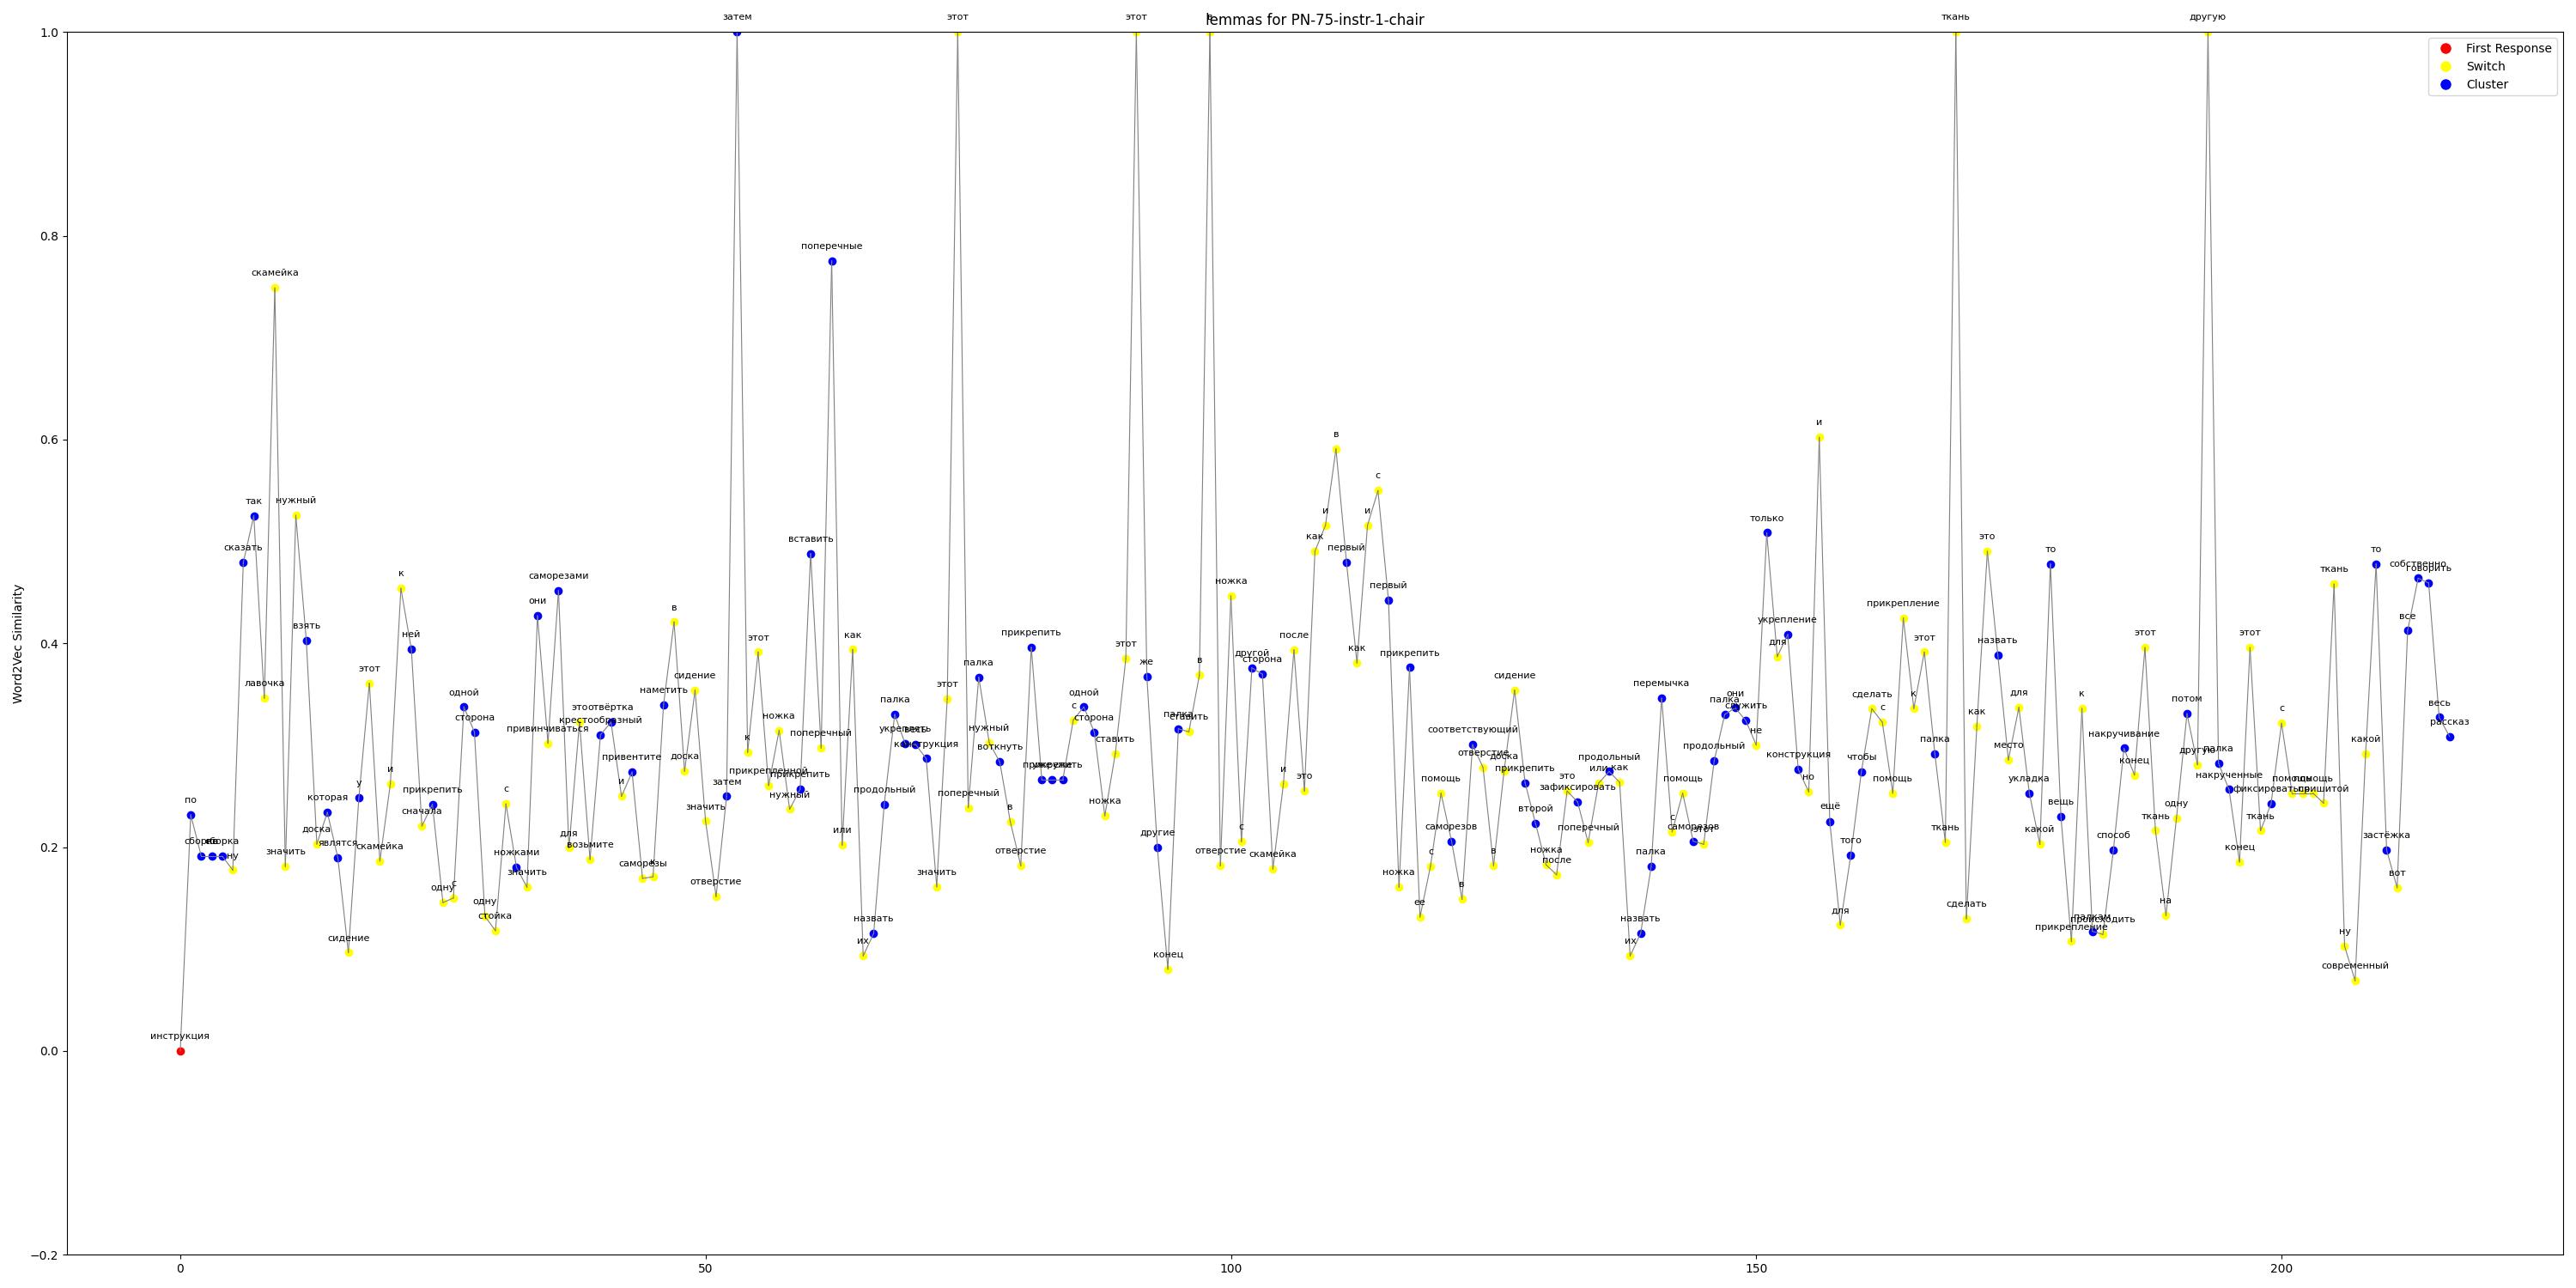 lemmas for PN-75-instr-1-chair
First Response
Switch
Cluster
Word2Vec Similarity
1.0
0.8
0.6
0.4
0.2
0.0
−0.2
0
50
100
150
200
инструкция
по
сборка
ну
сказать
так
лавочка
скамейка
значить
нужный
взять
доска
которая
являтся
сидение
у
этот
скамейка
и
к
ней
сначала
прикрепить
одну
с
одной
сторона
одну
стойка
с
ножками
значить
они
привинчиваться
саморезами
для
это
возьмите
крестообразный
отвёртка
и
привентите
саморезы
к
наметить
в
доска
сидение
значить
отверстие
затем
затем
к
этот
прикрепленной
ножка
нужный
прикрепить
вставить
поперечный
поперечные
или
как
их
назвать
продольный
палка
укреплять
весь
конструкция
значить
этот
этот
поперечный
палка
нужный
воткнуть
в
отверстие
прикрепить
с
одной
сторона
ножка
ставить
этот
этот
же
другие
конец
палка
ставить
в
отверстие
ножка
с
другой
сторона
скамейка
и
после
это
как
и
в
первый
как
и
с
первый
прикрепить
ножка
ее
с
помощь
саморезов
в
соответствующий
отверстие
в
доска
сидение
прикрепить
второй
ножка
после
это
зафиксировать
поперечный
или
продольный
как
их
назвать
палка
перемычка
с
помощь
саморезов
этот
продольный
палка
они
служить
не
только
для
укрепление
конструкция
но
и
ещё
для
того
чтобы
сделать
с
помощь
прикрепление
к
этот
палка
ткань
ткань
сделать
как
это
назвать
место
для
укладка
какой
то
вещь
прикрепление
к
палкам
происходить
способ
накручивание
конец
этот
ткань
на
одну
потом
другую
другую
палка
накрученные
конец
этот
ткань
фиксироваться
с
помощь
пришитой
ткань
ну
современный
какой
то
застёжка
вот
все
собственно
говорить
весь
рассказ